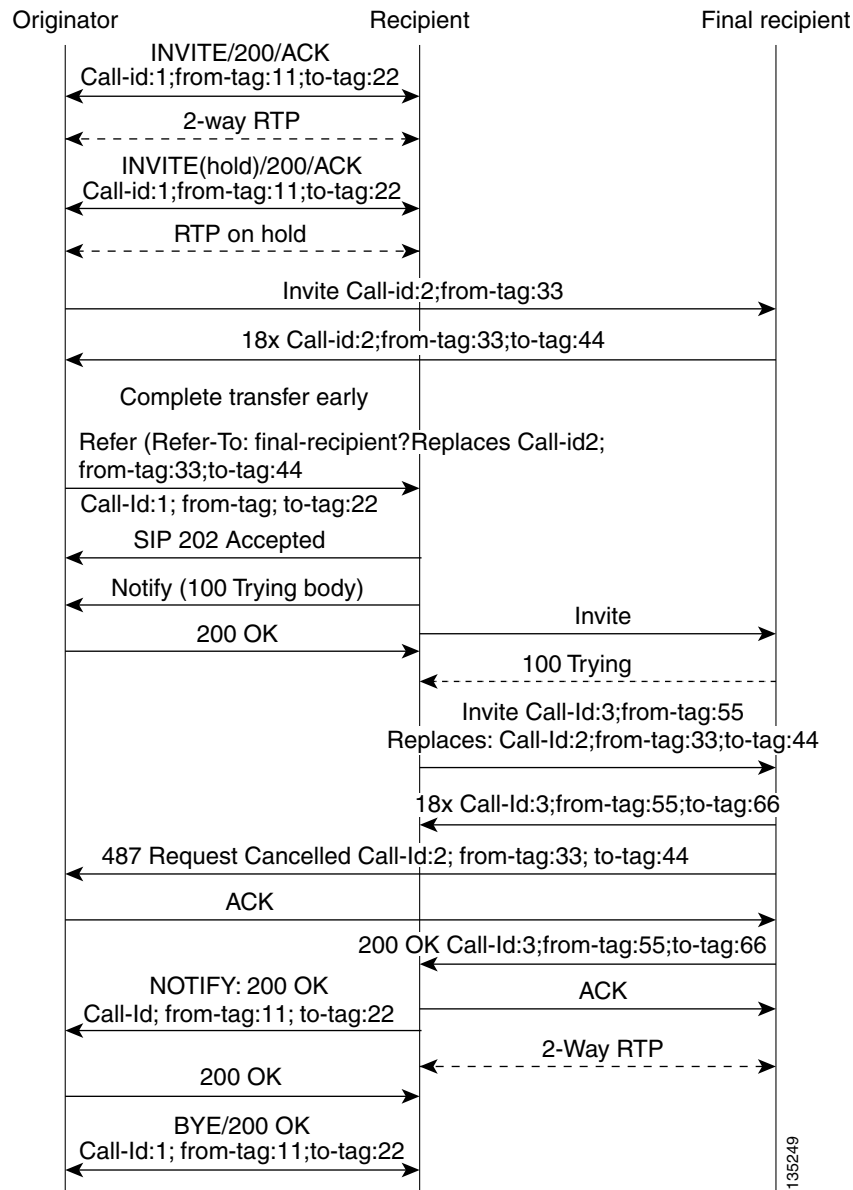 Originator
Recipient
Final recipient
INVITE/200/ACK
Call-id:1;from-tag:11;to-tag:22
2-way RTP
INVITE(hold)/200/ACK
Call-id:1;from-tag:11;to-tag:22
RTP on hold
Invite Call-id:2;from-tag:33
18x Call-id:2;from-tag:33;to-tag:44
Complete transfer early
Refer (Refer-To: final-recipient?Replaces Call-id2;
from-tag:33;to-tag:44
Call-Id:1; from-tag; to-tag:22
SIP 202 Accepted
Notify (100 Trying body)
Invite
200 OK
100 Trying
Invite Call-Id:3;from-tag:55
Replaces: Call-Id:2;from-tag:33;to-tag:44
18x Call-Id:3;from-tag:55;to-tag:66
487 Request Cancelled Call-Id:2; from-tag:33; to-tag:44
ACK
200 OK Call-Id:3;from-tag:55;to-tag:66
NOTIFY: 200 OK
Call-Id; from-tag:11; to-tag:22
ACK
2-Way RTP
200 OK
BYE/200 OK
Call-Id:1; from-tag:11;to-tag:22
135249